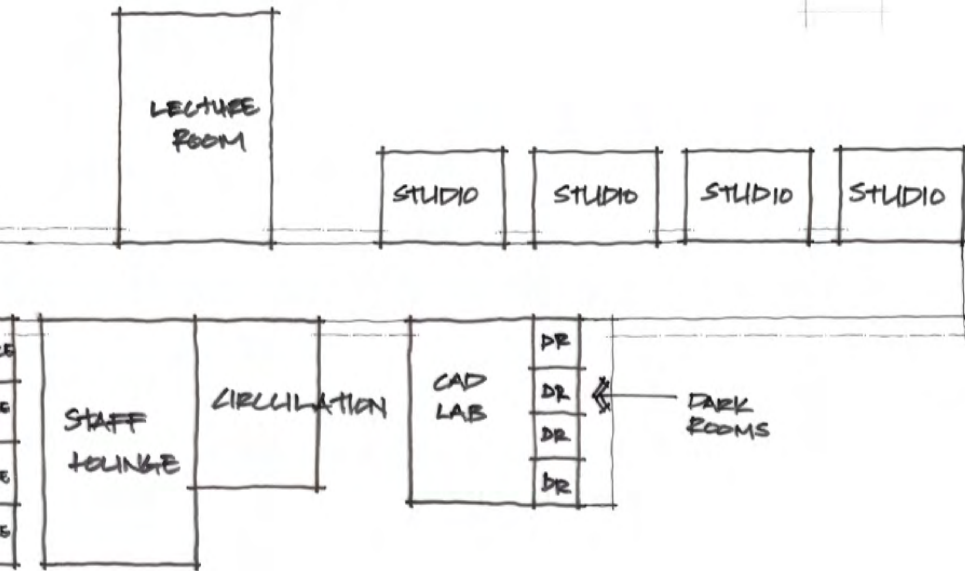 LECTURE
ROOM
STUDIO
STUDIO
STUDIO
STUDIO
STAFF
LOUNGE
CIRCULATION
CAD
LAB
DR
DR
DR
DR
DARK
ROOMS